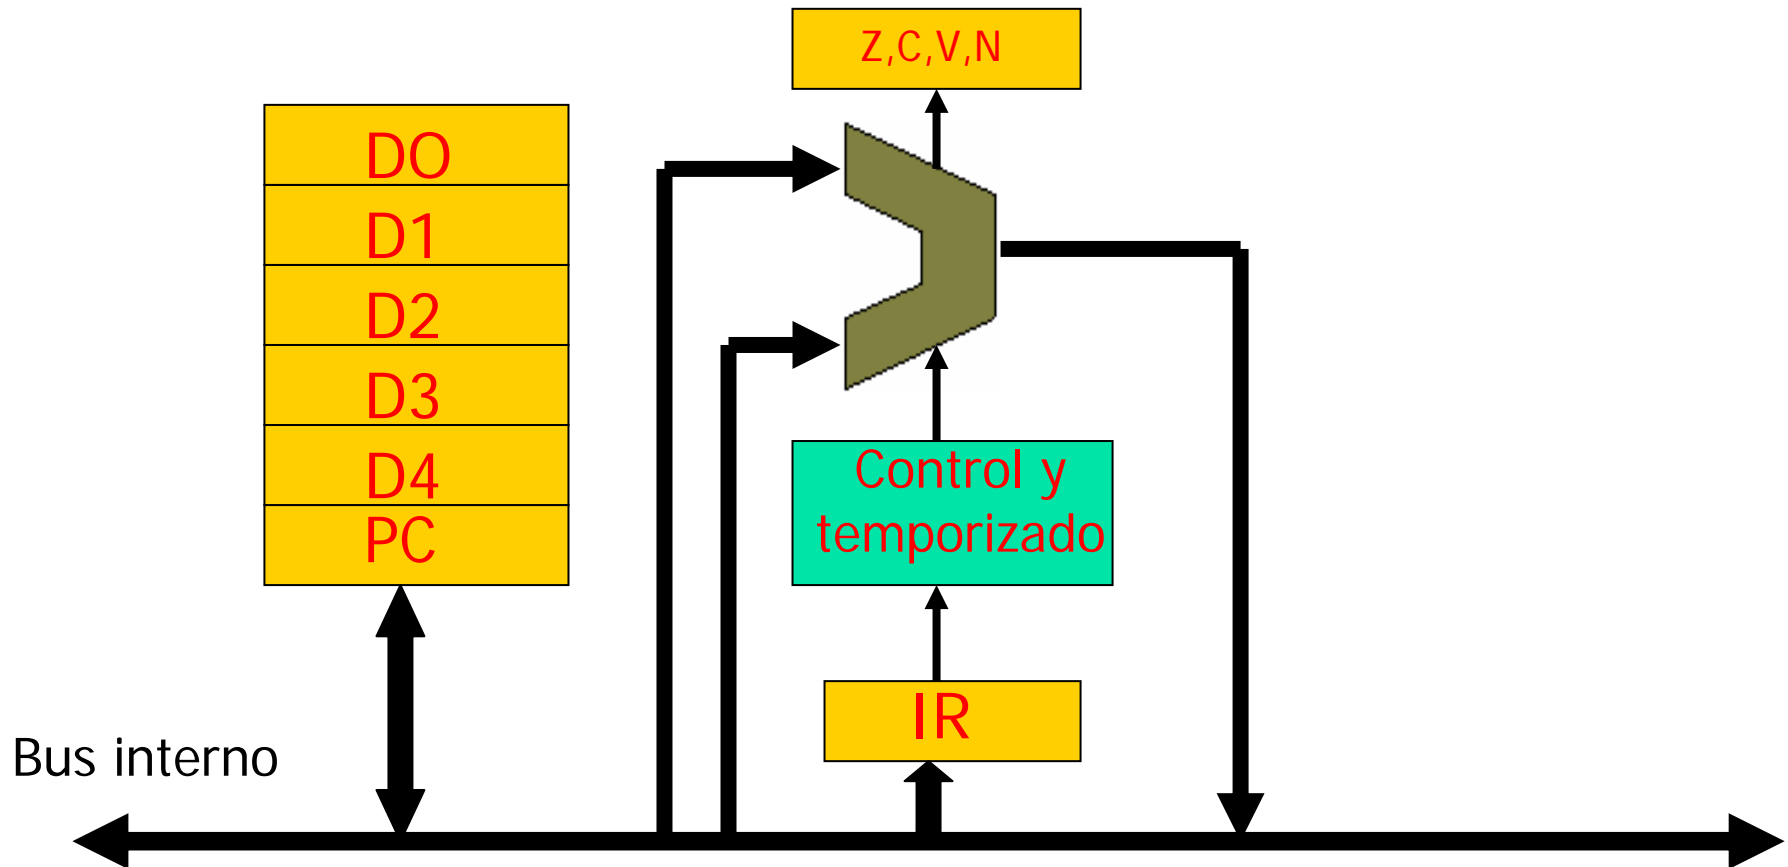 Z,C,V,N
DO
D1
D2
D3
D4
PC
Control y
temporizado
IR
Bus interno